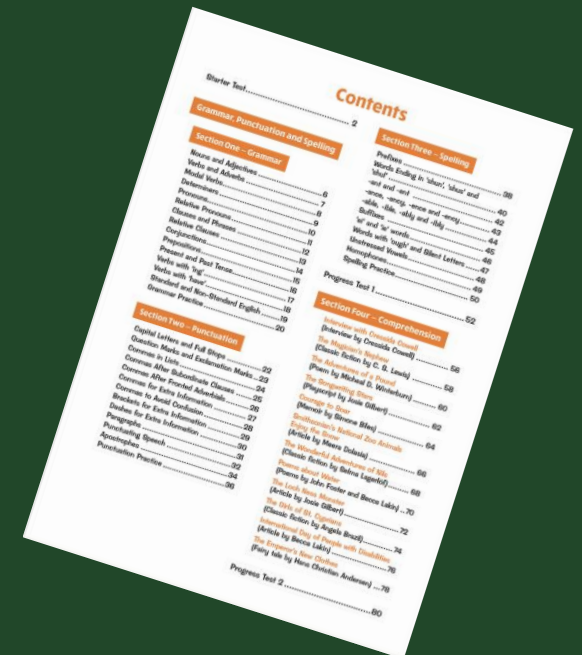 Contents
Starter Test 2
Grammar, Punctuation and Spelling
Section One – Grammar
Nouns and Adjectives 6
Verbs and Adverbs 7
Model Verbs 8
Determiners 9
Pronouns 10
Relative Pronouns 11
Clauses and Phrases 12
Relative Clauses 13
Conjunctions 14
Prepositions 15
Present and Past Tense 16
Verbs with 'ing' 17
Verbs with 'have' 18
Standard and Non-Standard English 19
Grammar Practice 20
Section Two – Punctuation
Capital Letters and Full Stops 22
Question Marks and Exclamation Marks 23
Commas in Lists 24
Commas After Subordinate Clauses 25
Commas After Fronted Adverbials 26
Commas for Extra Information 27
Commas to Avoid Confusion 28
Brackets for Extra Information 29
Dashes for Extra Information 30
Paragraphs 31
Punctuating Speech 32
Apostrophes 34
Punctuation Practice 36
Section Three – Spelling
Prefixes 38
Words Ending in 'shun', 'shus' and
'shul' 40
-ant and -ent 42
-ance, -ancy, -ence and -ency 43
-able, -ible, -ably and -ibly 44
Suffixes 45
'ei' and 'ie' words 46
Words with 'ough' and Silent Letters 47
Unstressed Vowels 48
Homophones 49
Spelling Practice 50
Progress Test 1 52
Section Four – Comprehension
Interview with Cressida Cowell
(Interview by Cressida Cowell) 56
The Magician's Nephew
(Classic fiction by C. S. Lewis) 58
The Adventures of a Pound
(Poem by Micheal D. Winterborn) 60
The Songwriting Stars
(Playscript by Josie Gilbert) 62
Courage to Soar
(Memoir by Simone Biles) 64
Smithsonian's National Zoo Animals
Enjoy the Snow
(Article by Meera Dolasia) 66
The Wonderful Adventures of Nils
(Classic fiction by Selma Lagerlöf) 68
Poems about Water
(Poems by John Foster and Becca Lakin) 70
The Loch Ness Monster
(Article by Josie Gilbert) 72
The Girls of St. Cyprians
(Classic fiction by Angela Brazil) 74
International Day of People with Disabilities
(Article by Becca Lakin) 76
The Emperor's New Clothes
(Fairy tale by Hans Christian Andersen) 78
Progress Test 2 80